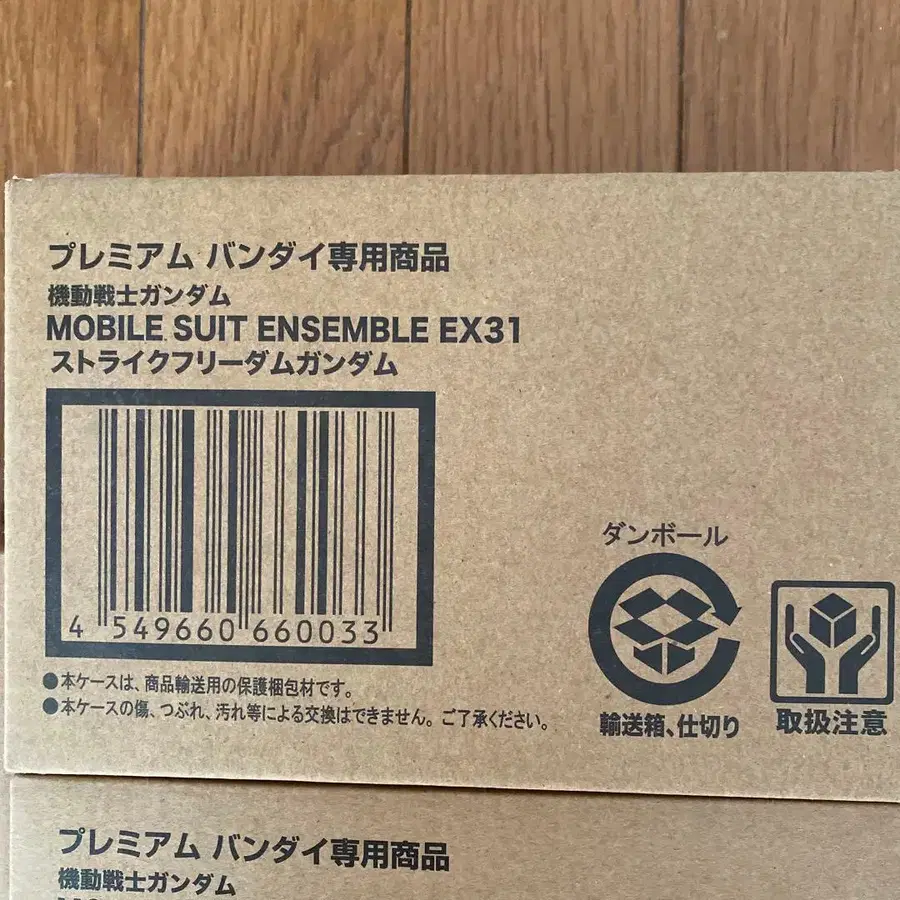 プレミアム バンダイ専用商品
機動戦士ガンダム
MOBILE SUIT ENSEMBLE EX31
ストライクフリーダムガンダム
4 549660 660033
●本ケースは、商品輸送用の保護梱包材です。
●本ケースの傷、つぶれ、汚れ等による交換はできません。ご了承ください。
ダンボール
輸送箱、仕切り
取扱注意
プレミアム バンダイ専用商品
機動戦士ガンダム